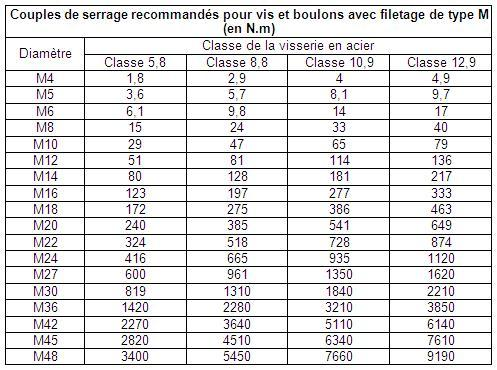 Couples de serrage recommandés pour vis et boulons avec filetage de type M
(en N.m)
Diamètre Classe de la visserie en acier
Classe 5,8 Classe 8,8 Classe 10,9 Classe 12,9
M4 1,8 2,9 4 4,9
M5 3,6 5,7 8,1 9,7
M6 6,1 9,8 14 17
M8 15 24 33 40
M10 29 47 65 79
M12 51 81 114 136
M14 80 128 181 217
M16 123 197 277 333
M18 172 275 386 463
M20 240 385 541 649
M22 324 518 728 874
M24 416 665 935 1120
M27 600 961 1350 1620
M30 819 1310 1840 2210
M36 1420 2280 3210 3850
M42 2270 3640 5110 6140
M45 2820 4510 6340 7610
M48 3400 5450 7660 9190